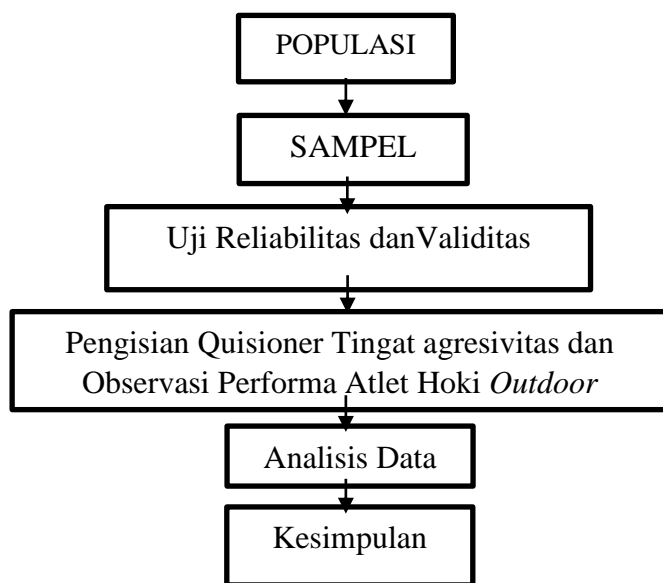 POPULASI
SAMPEL
Uji Reliabilitas danValiditas
Pengisian Quisioner Tingat agresivitas dan
Observasi Performa Atlet Hoki Outdoor
Analisis Data
Kesimpulan